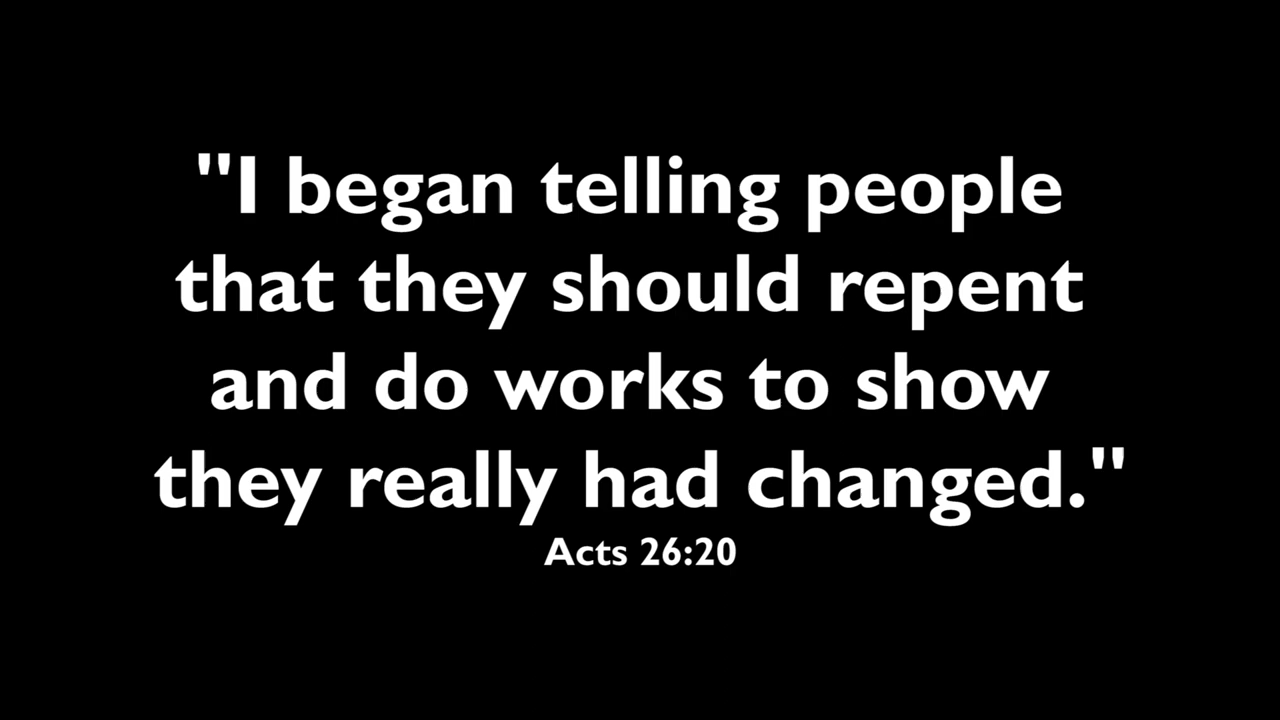 "I began telling people
that they should repent
and do works to show
they really had changed."
Acts 26:20